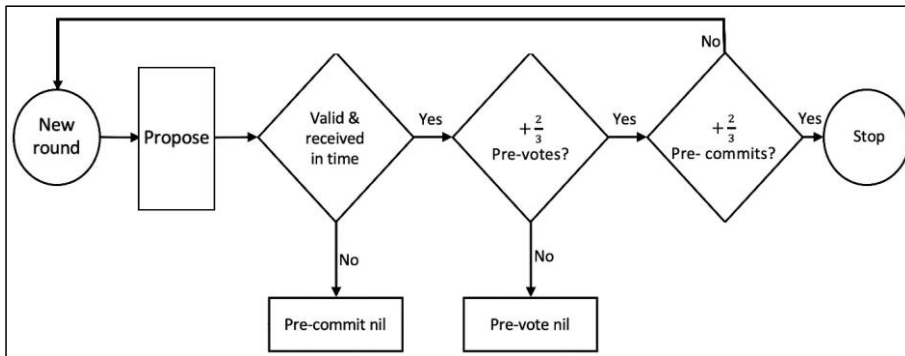 No
New
round
Propose
Valid &
received
in time
Yes
+ 2/3
Pre-votes?
Yes
+ 2/3
Pre- commits?
Yes
Stop
No
No
Pre-commit nil
Pre-vote nil